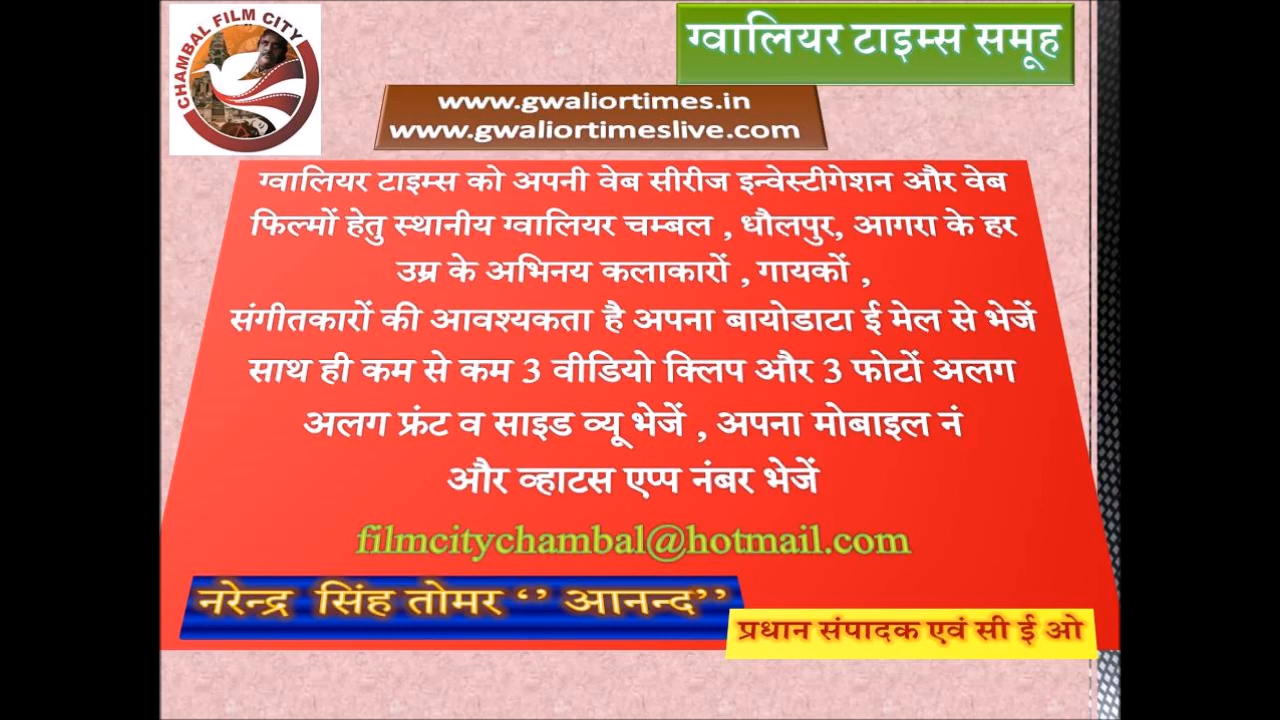 CHAMBAL FILM CITY
ग्वालियर टाइम्स समूह
www.gwaliortimes.in
www.gwaliortimeslive.com
ग्वालियर टाइम्स को अपनी वेब सीरीज इन्वेस्टीगेशन और वेब
फिल्मों हेतु स्थानीय ग्वालियर चम्बल , धौलपुर, आगरा के हर
उम्र के अभिनय कलाकारों , गायकों ,
संगीतकारों की आवश्यकता है अपना बायोडाटा ई मेल से भेजें
साथ ही कम से कम 3 वीडियो क्लिप और 3 फोटों अलग
अलग फ्रंट व साइड व्यू भेजें , अपना मोबाइल नं
और व्हाटस एप्प नंबर भेजें
filmcitychambal@hotmail.com
नरेन्द्र सिंह तोमर ‘’ आनन्द’’
प्रधान संपादक एवं सी ई ओ